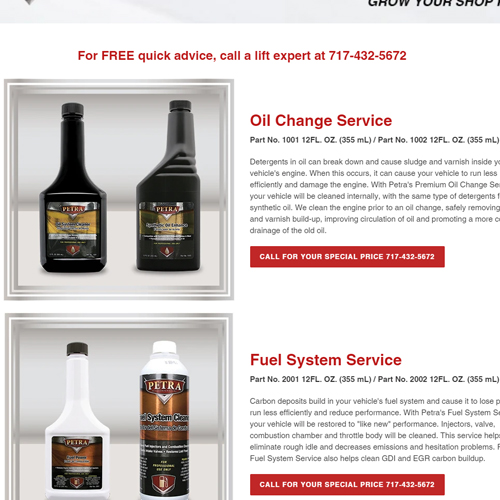 GROW YOUR SHOP
For FREE quick advice, call a lift expert at 717-432-5672
Oil Change Service
Part No. 1001 12FL. OZ. (355 mL) / Part No. 1002 12FL. OZ. (355 mL)
Detergents in oil can break down and cause sludge and varnish inside
vehicle's engine. When this occurs, it can cause your vehicle to run less
efficiently and damage the engine. With Petra's Premium Oil Change
your vehicle will be cleaned internally, with the same type of detergents
synthetic oil. We clean the engine prior to an oil change, safely removing
and varnish build-up, improving circulation of oil and promoting a more
drainage of the old oil.
CALL FOR YOUR SPECIAL PRICE 717-432-5672
PETRA
PETRA
Synthetic Oil Enhancer
Fuel System Service
Part No. 2001 12FL. OZ. (355 mL) / Part No. 2002 12FL. OZ. (355 mL)
Carbon deposits build in your vehicle's fuel system and cause it to lose
run less efficiently and reduce performance. With Petra's Fuel System
your vehicle will be restored to "like new" performance. Injectors, valve,
combustion chamber and throttle body will be cleaned. This service helps
eliminate rough idle and decreases emissions and hesitation problems.
Fuel System Service also helps clean GDI and EGR carbon buildup.
CALL FOR YOUR SPECIAL PRICE 717-432-5672
PETRA
Fuel System Cleaner
FOR
PROFESSIONAL
USE ONLY
PETRA